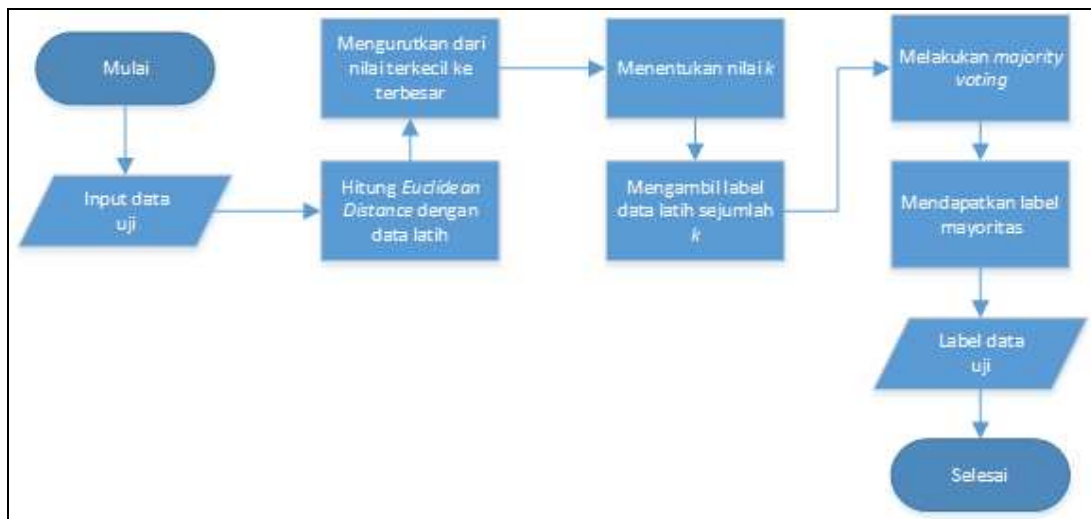 Mulai
Input data
uji
Hitung Euclidean
Distance dengan
data latih
Mengurutkan dari
nilai terkecil ke
terbesar
Menentukan nilai k
Mengambil label
data latih sejumlah
k
Melakukan majority
voting
Mendapatkan label
mayoritas
Label data
uji
Selesai